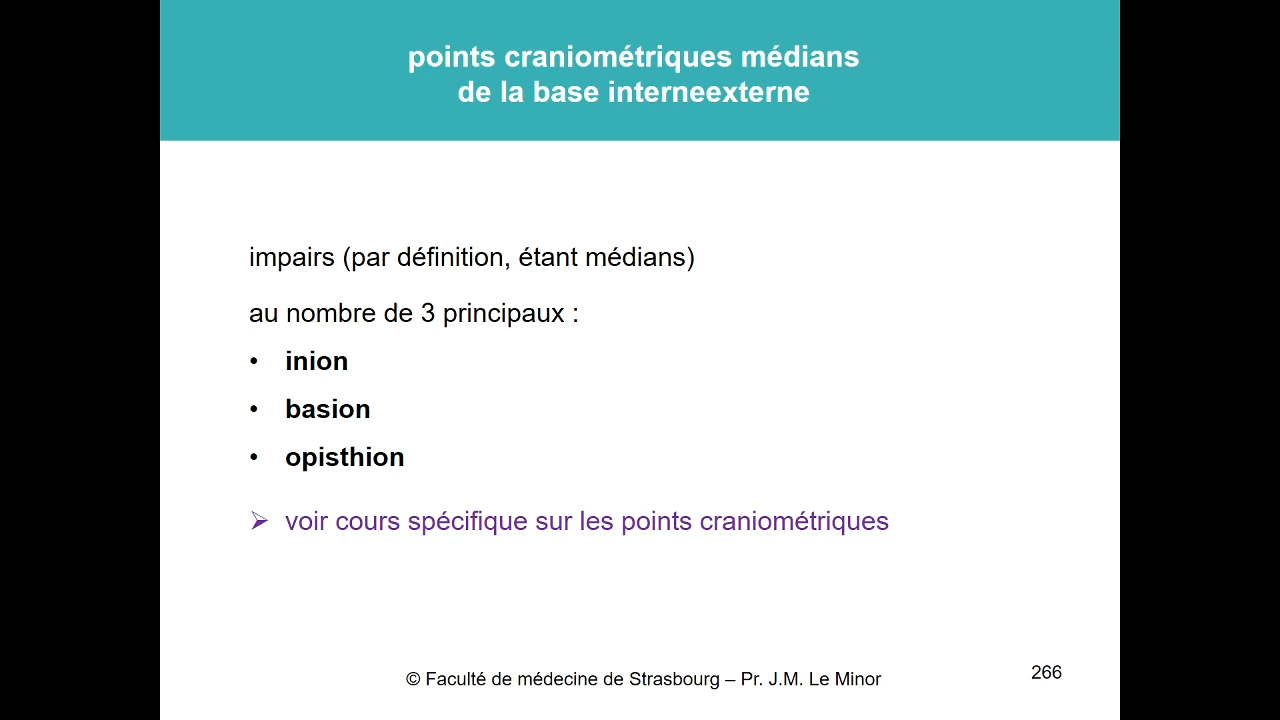 points craniométriques médians
de la base interneexterne
impairs (par définition, étant médians)
au nombre de 3 principaux :
• inion
• basion
• opisthion
➢ voir cours spécifique sur les points craniométriques
© Faculté de médecine de Strasbourg – Pr. J.M. Le Minor
266